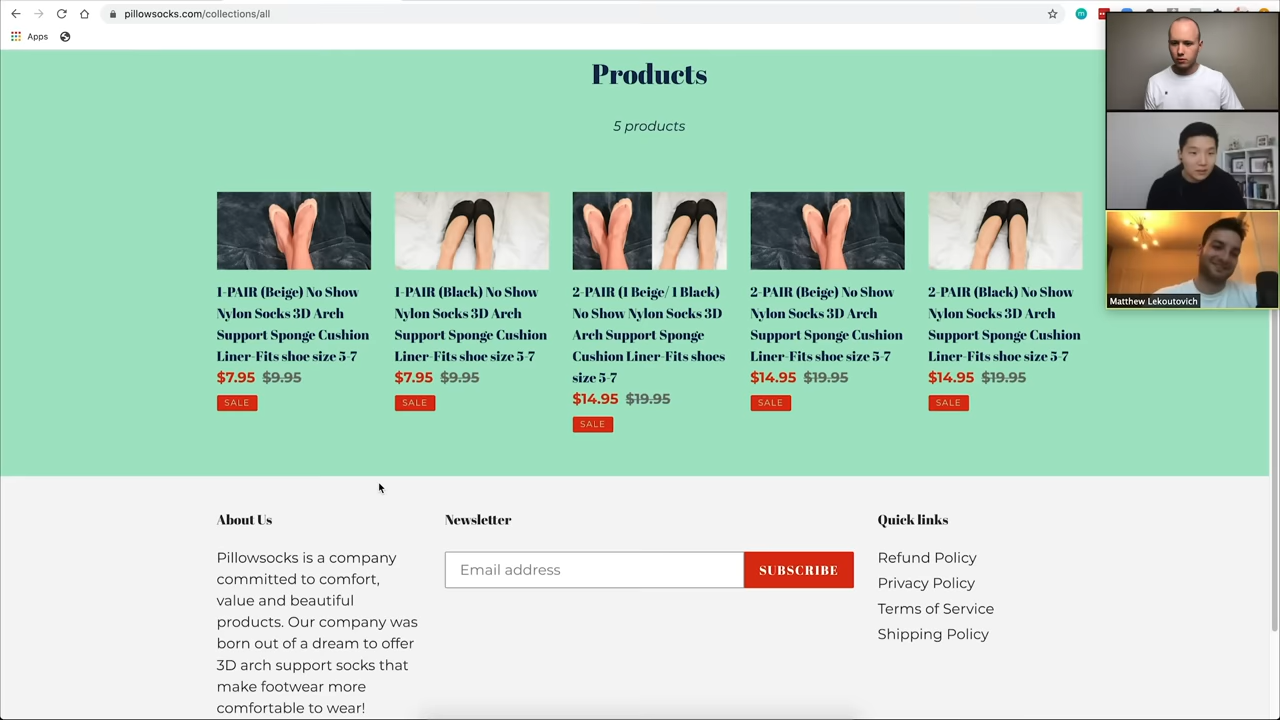 pillowsocks.com/collections/all
Apps
Products
5 products
1-PAIR (Beige) No Show
Nylon Socks 3D Arch
Support Sponge Cushion
Liner-Fits shoe size 5-7
$7.95 $9.95
SALE
1-PAIR (Black) No Show
Nylon Socks 3D Arch
Support Sponge Cushion
Liner-Fits shoe size 5-7
$7.95 $9.95
SALE
2-PAIR (1 Beige/ 1 Black)
No Show Nylon Socks 3D
Arch Support Sponge
Cushion Liner-Fits shoes
size 5-7
$14.95 $19.95
SALE
2-PAIR (Beige) No Show
Nylon Socks 3D Arch
Support Sponge Cushion
Liner-Fits shoe size 5-7
$14.95 $19.95
SALE
2-PAIR (Black) No Show
Nylon Socks 3D Arch
Support Sponge Cushion
Liner-Fits shoe size 5-7
$14.95 $19.95
SALE
Matthew Lekoutovich
About Us
Pillowsocks is a company
committed to comfort,
value and beautiful
products. Our company was
born out of a dream to offer
3D arch support socks that
make footwear more
comfortable to wear!
Newsletter
Email address
SUBSCRIBE
Quick links
Refund Policy
Privacy Policy
Terms of Service
Shipping Policy